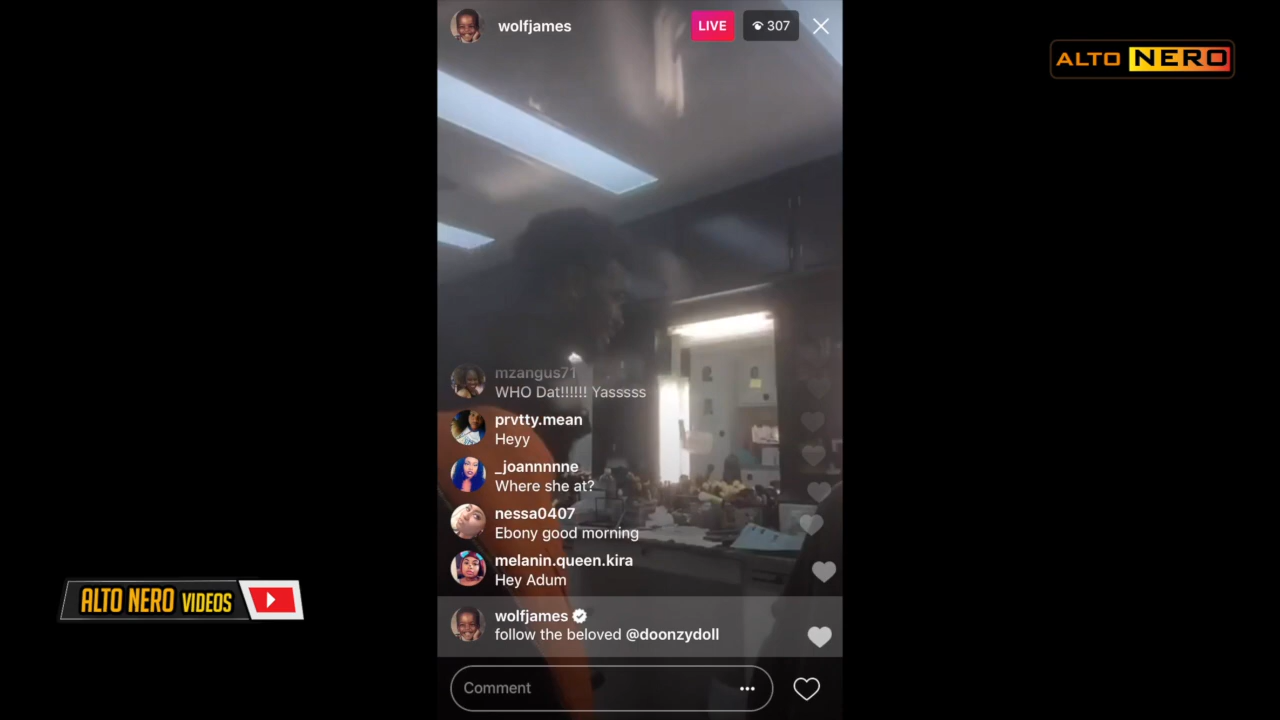 wolfjames
LIVE
307
ALTO NERO
mzangus71
WHO Dat!!!!!! Yasssss
prvtty.mean
Heyy
_joannnnne
Where she at?
nessa0407
Ebony good morning
melanin.queen.kira
Hey Adum
wolfjames
follow the beloved @doonzydoll
ALTO NERO VIDEOS
Comment